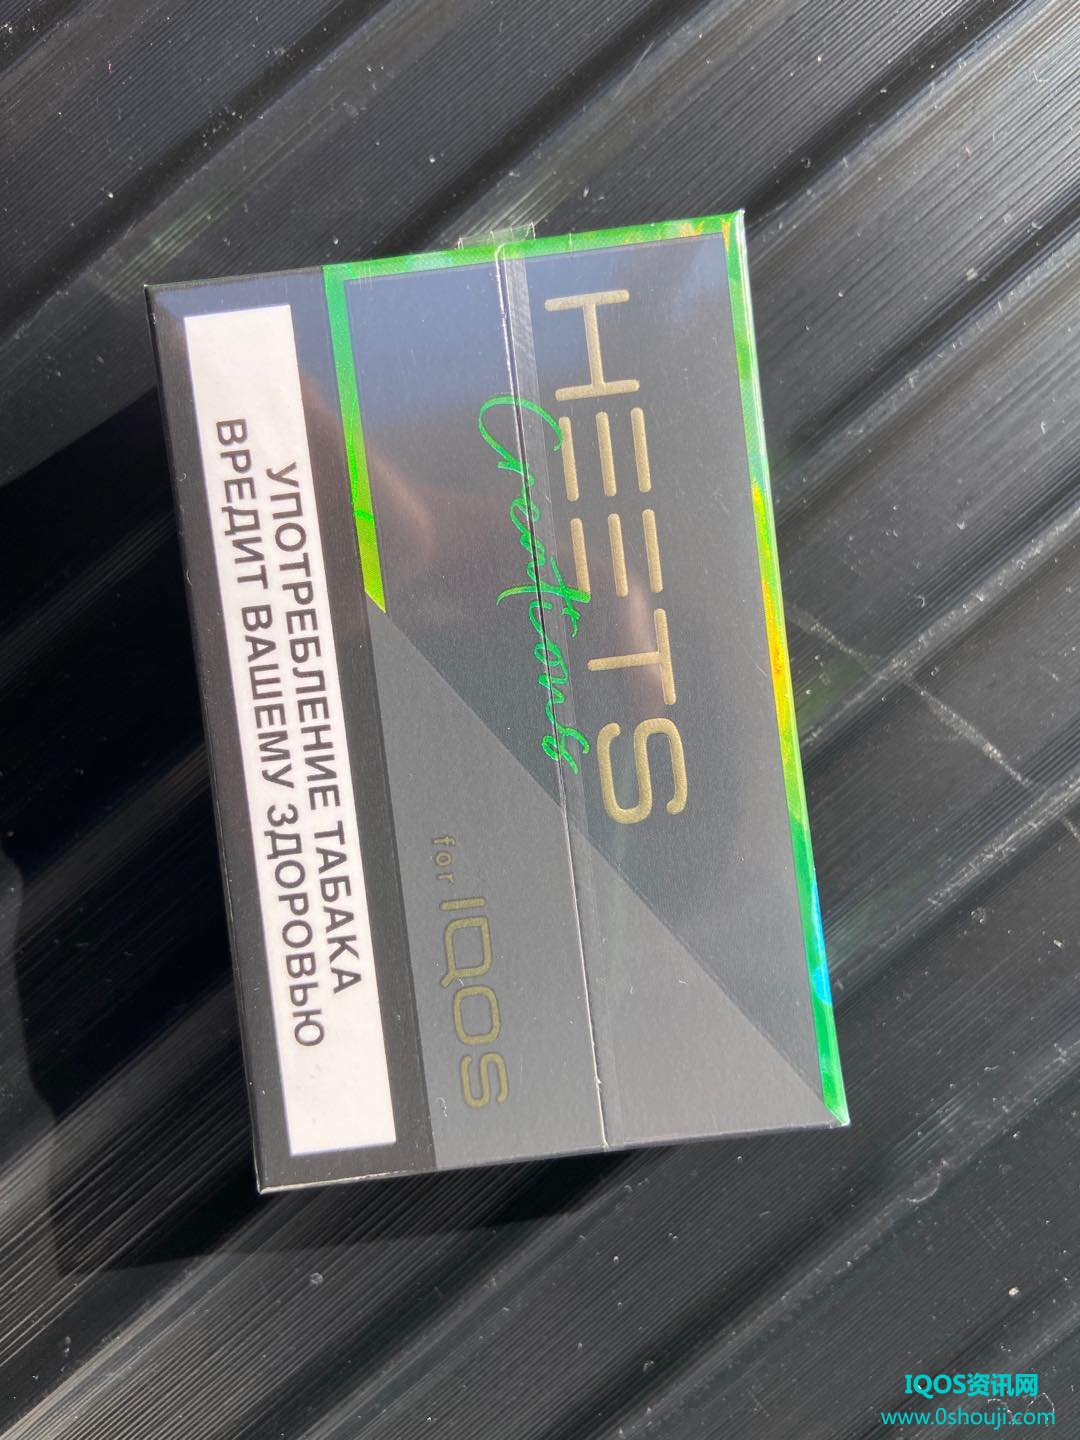 HEETS
Creations
for IQOS
УПОТРЕБЛЕНИЕ ТАБАКА
ВРЕДИТ ВАШЕМУ ЗДОРОВЬЮ
IQOS资讯网
www.0shouji.com